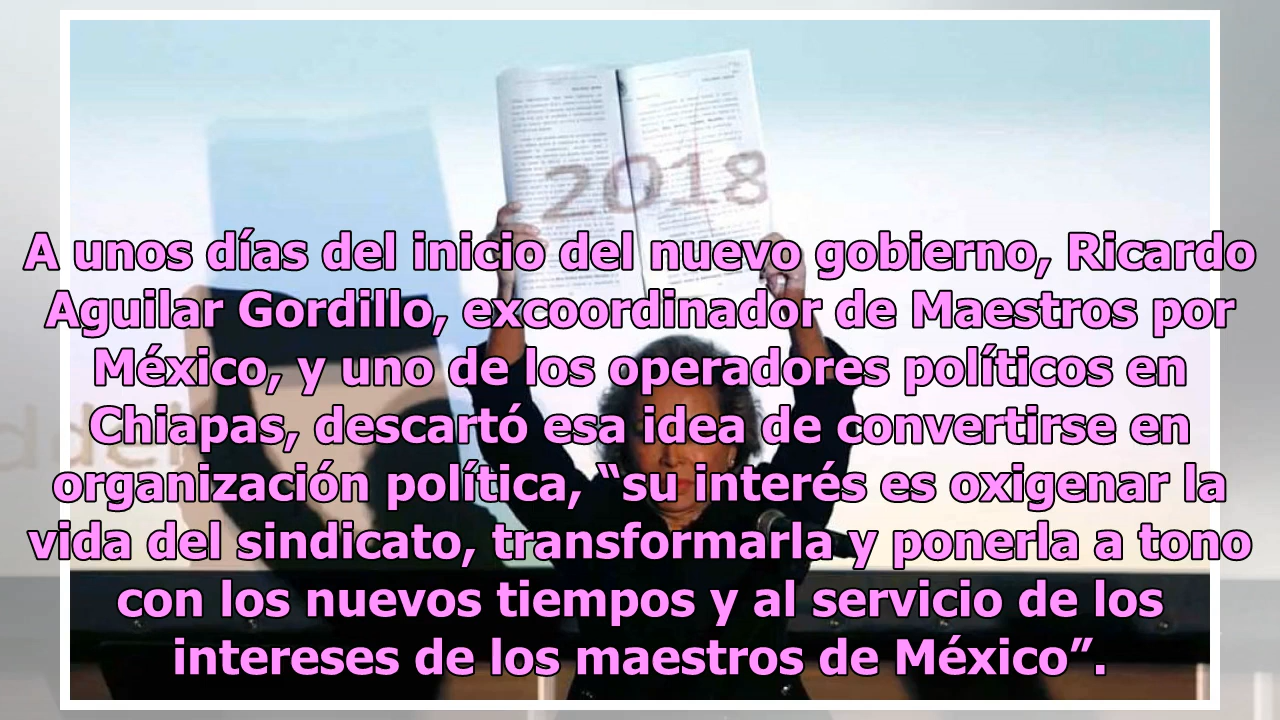 2018
A unos días del inicio del nuevo gobierno, Ricardo
Aguilar Gordillo, excoordinador de Maestros por
México, y uno de los operadores políticos en
Chiapas, descartó esa idea de convertirse en
organización política, “su interés es oxigenar la
vida del sindicato, transformarla y ponerla a tono
con los nuevos tiempos y al servicio de los
intereses de los maestros de México”.